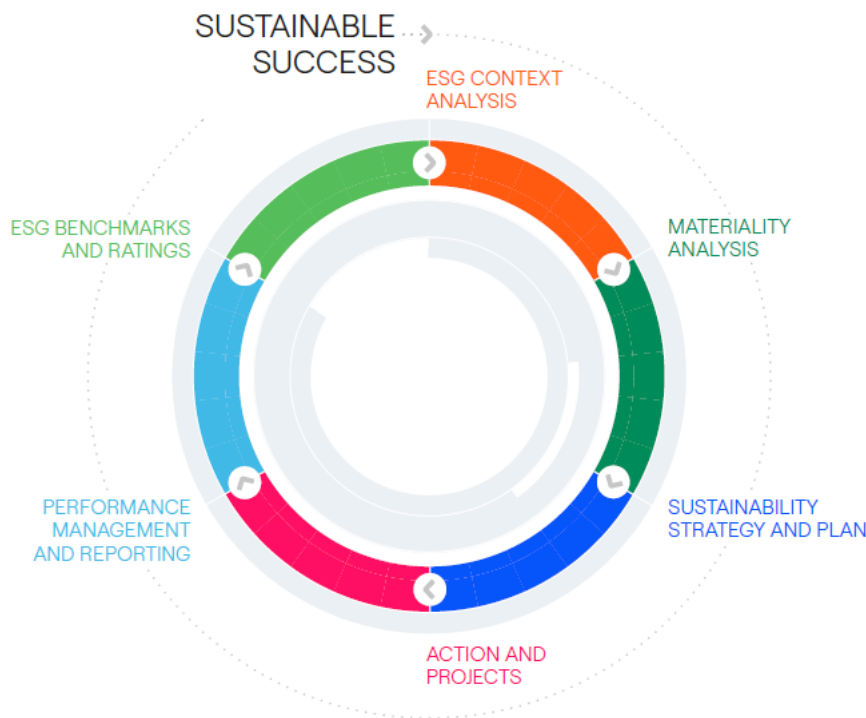 SUSTAINABLE
SUCCESS
ESG CONTEXT
ANALYSIS
MATERIALITY
ANALYSIS
SUSTAINABILITY
STRATEGY AND PLAN
ACTION AND
PROJECTS
PERFORMANCE
MANAGEMENT
AND REPORTING
ESG BENCHMARKS
AND RATINGS